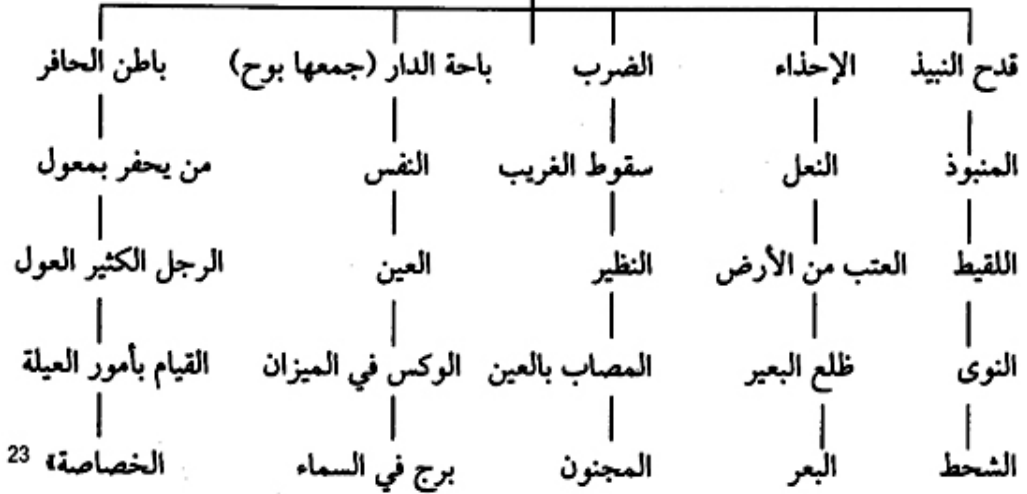 قدح النبيذ الإحذاء الضرب باحة الدار (جمعها بوح) باطن الحافر
المنبوذ النعل سقوط الغريب النفس من يحفر بمعول
اللقيط العتب من الأرض النظير العين الرجل الكثير العول
النوى ظلع البعير المصاب بالعين الوكس في الميزان القيام بأمور العيلة
الشحط البعر المجنون برج في السماء الخصاصة» 23